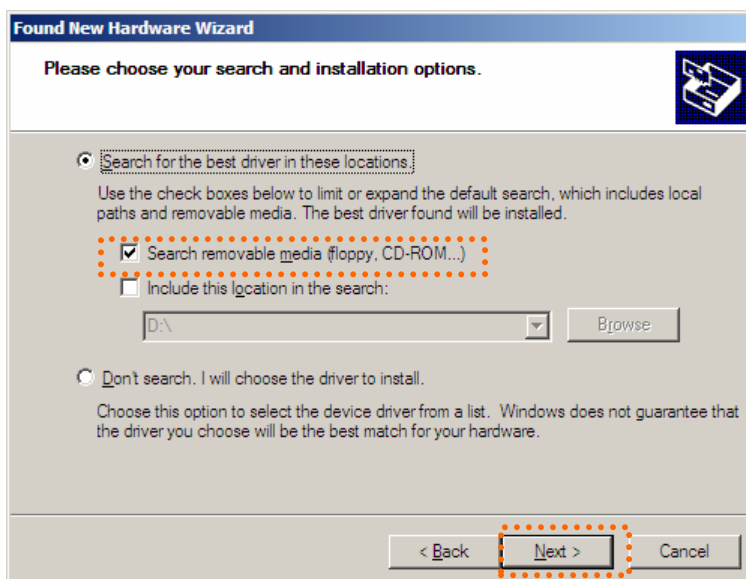 Found New Hardware Wizard
Please choose your search and installation options.
Search for the best driver in these locations.
Use the check boxes below to limit or expand the default search, which includes local
paths and removable media. The best driver found will be installed.
Search removable media (floppy, CD-ROM...)
Include this location in the search:
D:\
Browse
Don't search. I will choose the driver to install.
Choose this option to select the device driver from a list. Windows does not guarantee that
the driver you choose will be the best match for your hardware.
< Back Next > Cancel